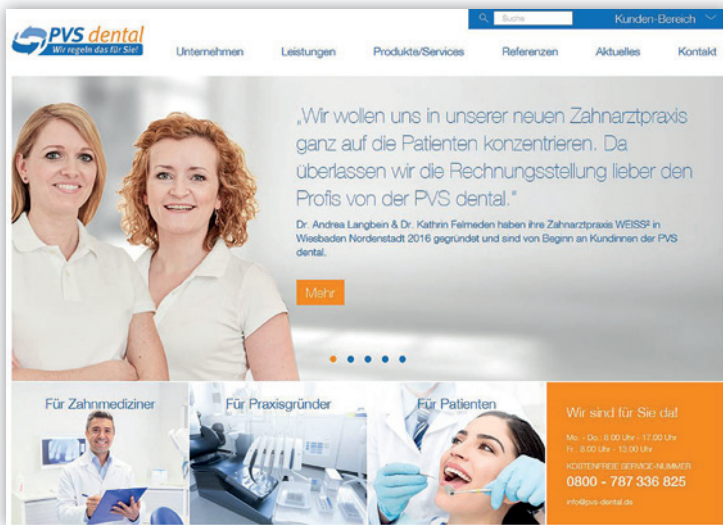 Suche
Kunden-Bereich
PVS dental
Wir regeln das für Sie!
Unternehmen
Leistungen
Produkte/Services
Referenzen
Aktuelles
Kontakt
„Wir wollen uns in unserer neuen Zahnarztpraxis
ganz auf die Patienten konzentrieren. Da
überlassen wir die Rechnungsstellung lieber den
Profis von der PVS dental."
Dr. Andrea Langbein & Dr. Kathrin Felmeden haben ihre Zahnarztpraxis WEISS² in
Wiesbaden Nordenstadt 2016 gegründet und sind von Beginn an Kundinnen der PVS
dental.
Mehr
Für Zahnmediziner
Für Praxisgründer
Für Patienten
Wir sind für Sie da!
Mo. - Do.: 8.00 Uhr - 17.00 Uhr
Fr.: 8.00 Uhr - 13.00 Uhr
KOSTENFREIE SERVICE-NUMMER
0800 - 787 336 825
info@pvs-dental.de